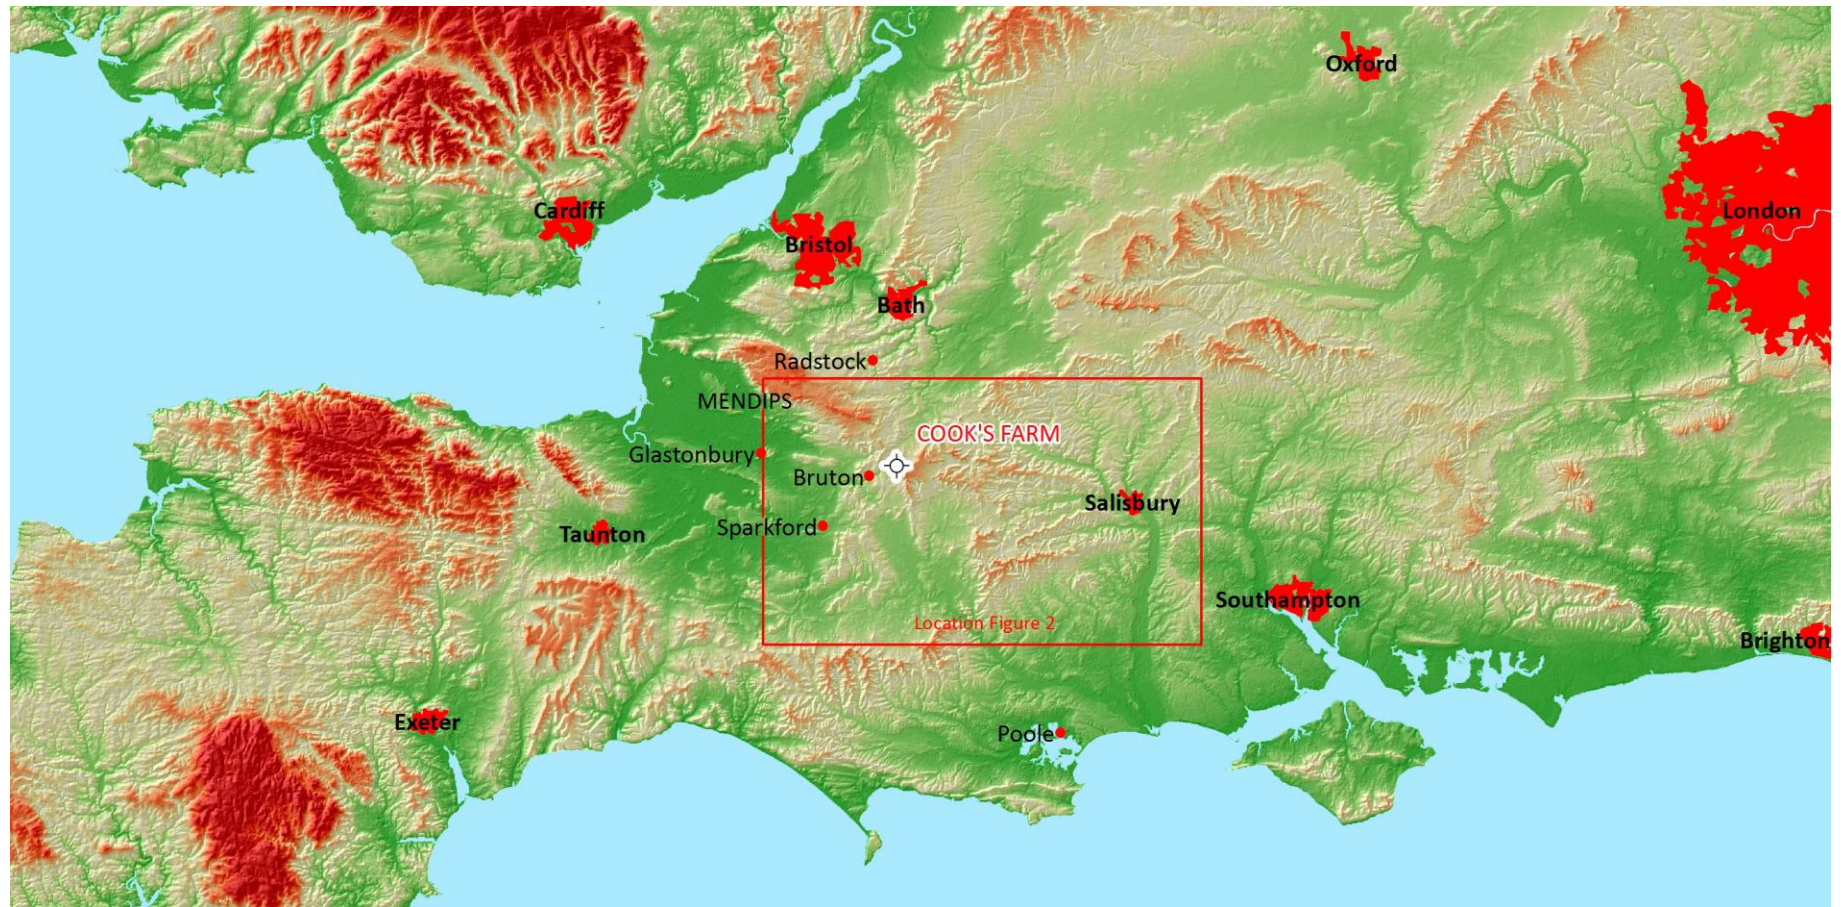 Oxford
Cardiff
London
Bristol
Bath
Radstock
MENDIPS
COOK'S FARM
Glastonbury
Bruton
Salisbury
Sparkford
Taunton
Southampton
Location Figure 2
Brighton
Exeter
Poole